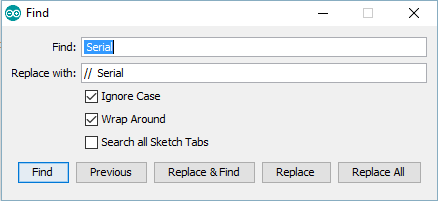 Find
Find: Serial
Replace with: // Serial
Ignore Case
Wrap Around
Search all Sketch Tabs
Find Previous Replace & Find Replace Replace All